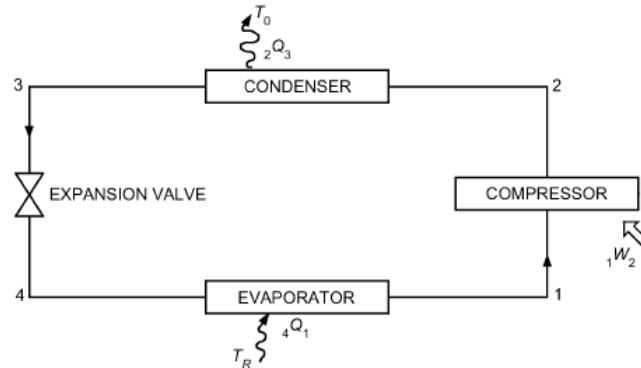 T0
2Q3
3
CONDENSER
2
EXPANSION VALVE
COMPRESSOR
1W2
4
EVAPORATOR
1
4Q1
TR